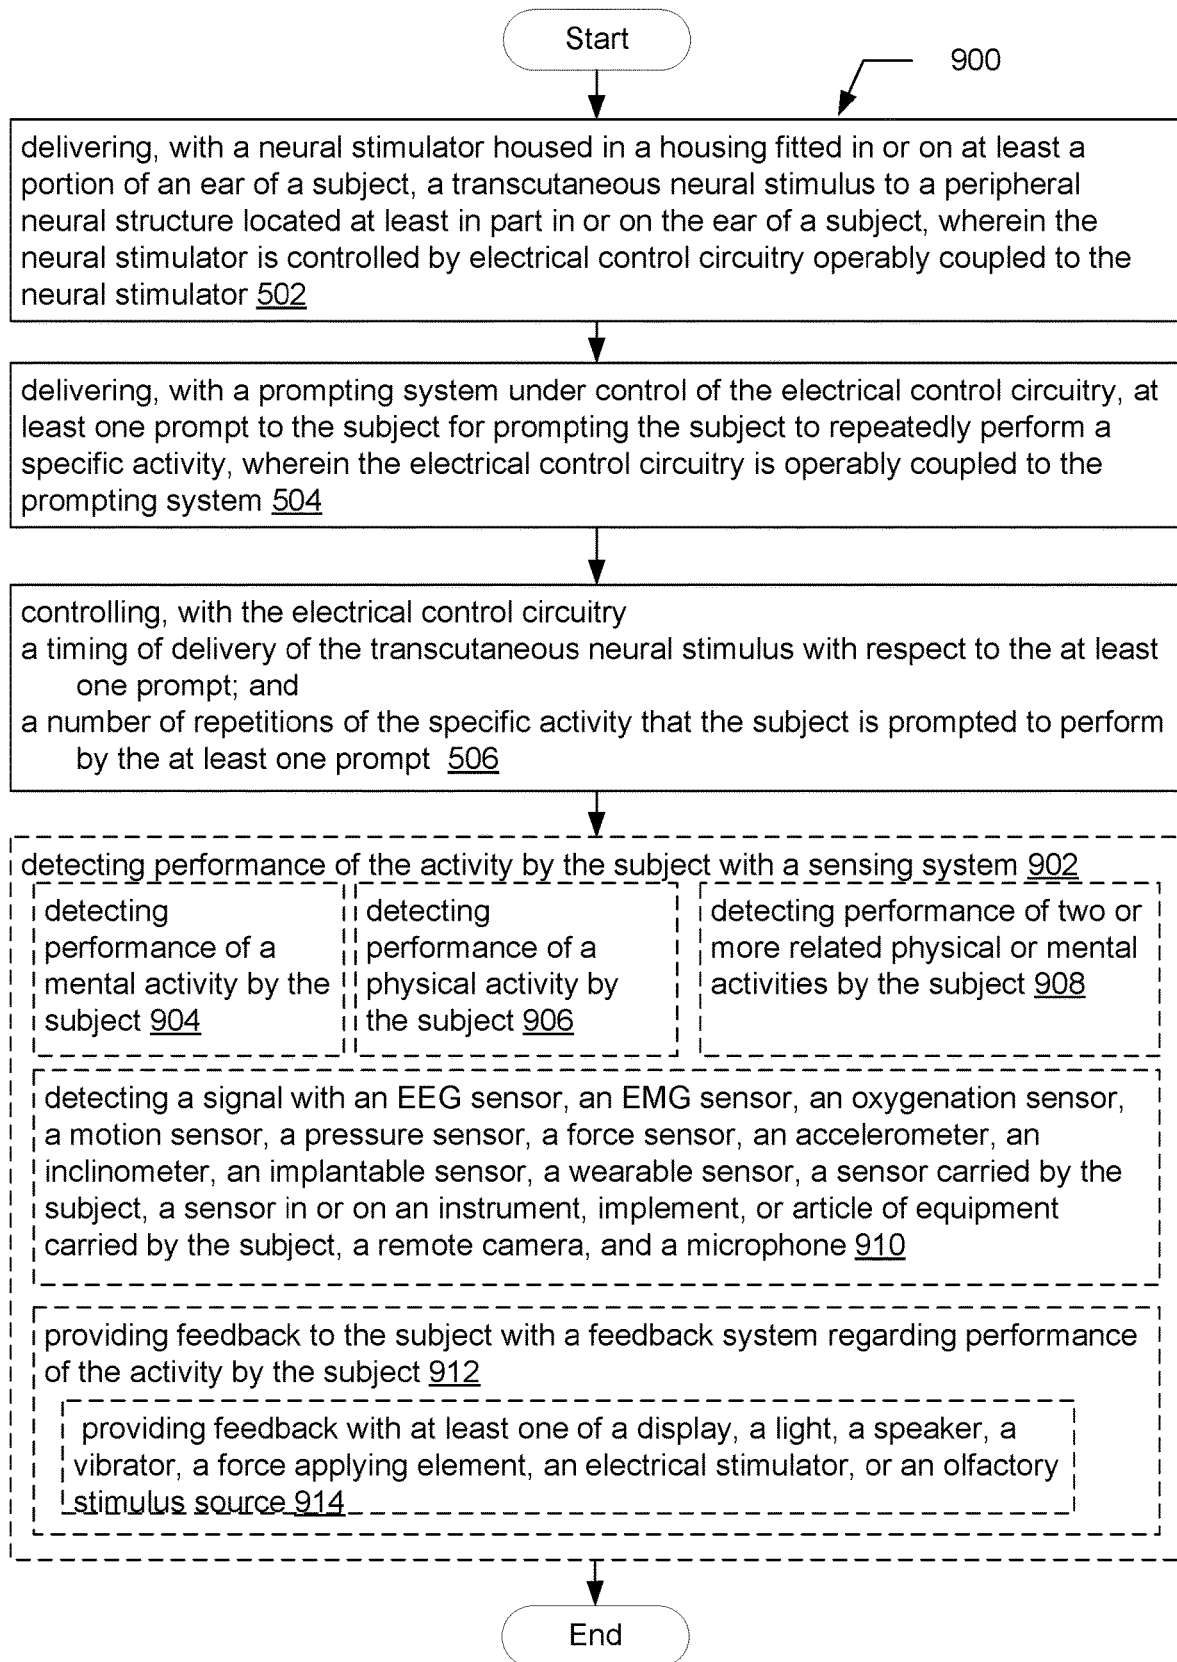 Start
900
delivering, with a neural stimulator housed in a housing fitted in or on at least a
portion of an ear of a subject, a transcutaneous neural stimulus to a peripheral
neural structure located at least in part in or on the ear of a subject, wherein the
neural stimulator is controlled by electrical control circuitry operably coupled to the
neural stimulator 502
delivering, with a prompting system under control of the electrical control circuitry, at
least one prompt to the subject for prompting the subject to repeatedly perform a
specific activity, wherein the electrical control circuitry is operably coupled to the
prompting system 504
controlling, with the electrical control circuitry
a timing of delivery of the transcutaneous neural stimulus with respect to the at least
one prompt; and
a number of repetitions of the specific activity that the subject is prompted to perform
by the at least one prompt 506
detecting performance of the activity by the subject with a sensing system 902
detecting
performance of a
mental activity by the
subject 904
detecting
performance of a
physical activity by
the subject 906
detecting performance of two or
more related physical or mental
activities by the subject 908
detecting a signal with an EEG sensor, an EMG sensor, an oxygenation sensor,
a motion sensor, a pressure sensor, a force sensor, an accelerometer, an
inclinometer, an implantable sensor, a wearable sensor, a sensor carried by the
subject, a sensor in or on an instrument, implement, or article of equipment
carried by the subject, a remote camera, and a microphone 910
providing feedback to the subject with a feedback system regarding performance
of the activity by the subject 912
providing feedback with at least one of a display, a light, a speaker, a
vibrator, a force applying element, an electrical stimulator, or an olfactory
stimulus source 914
End